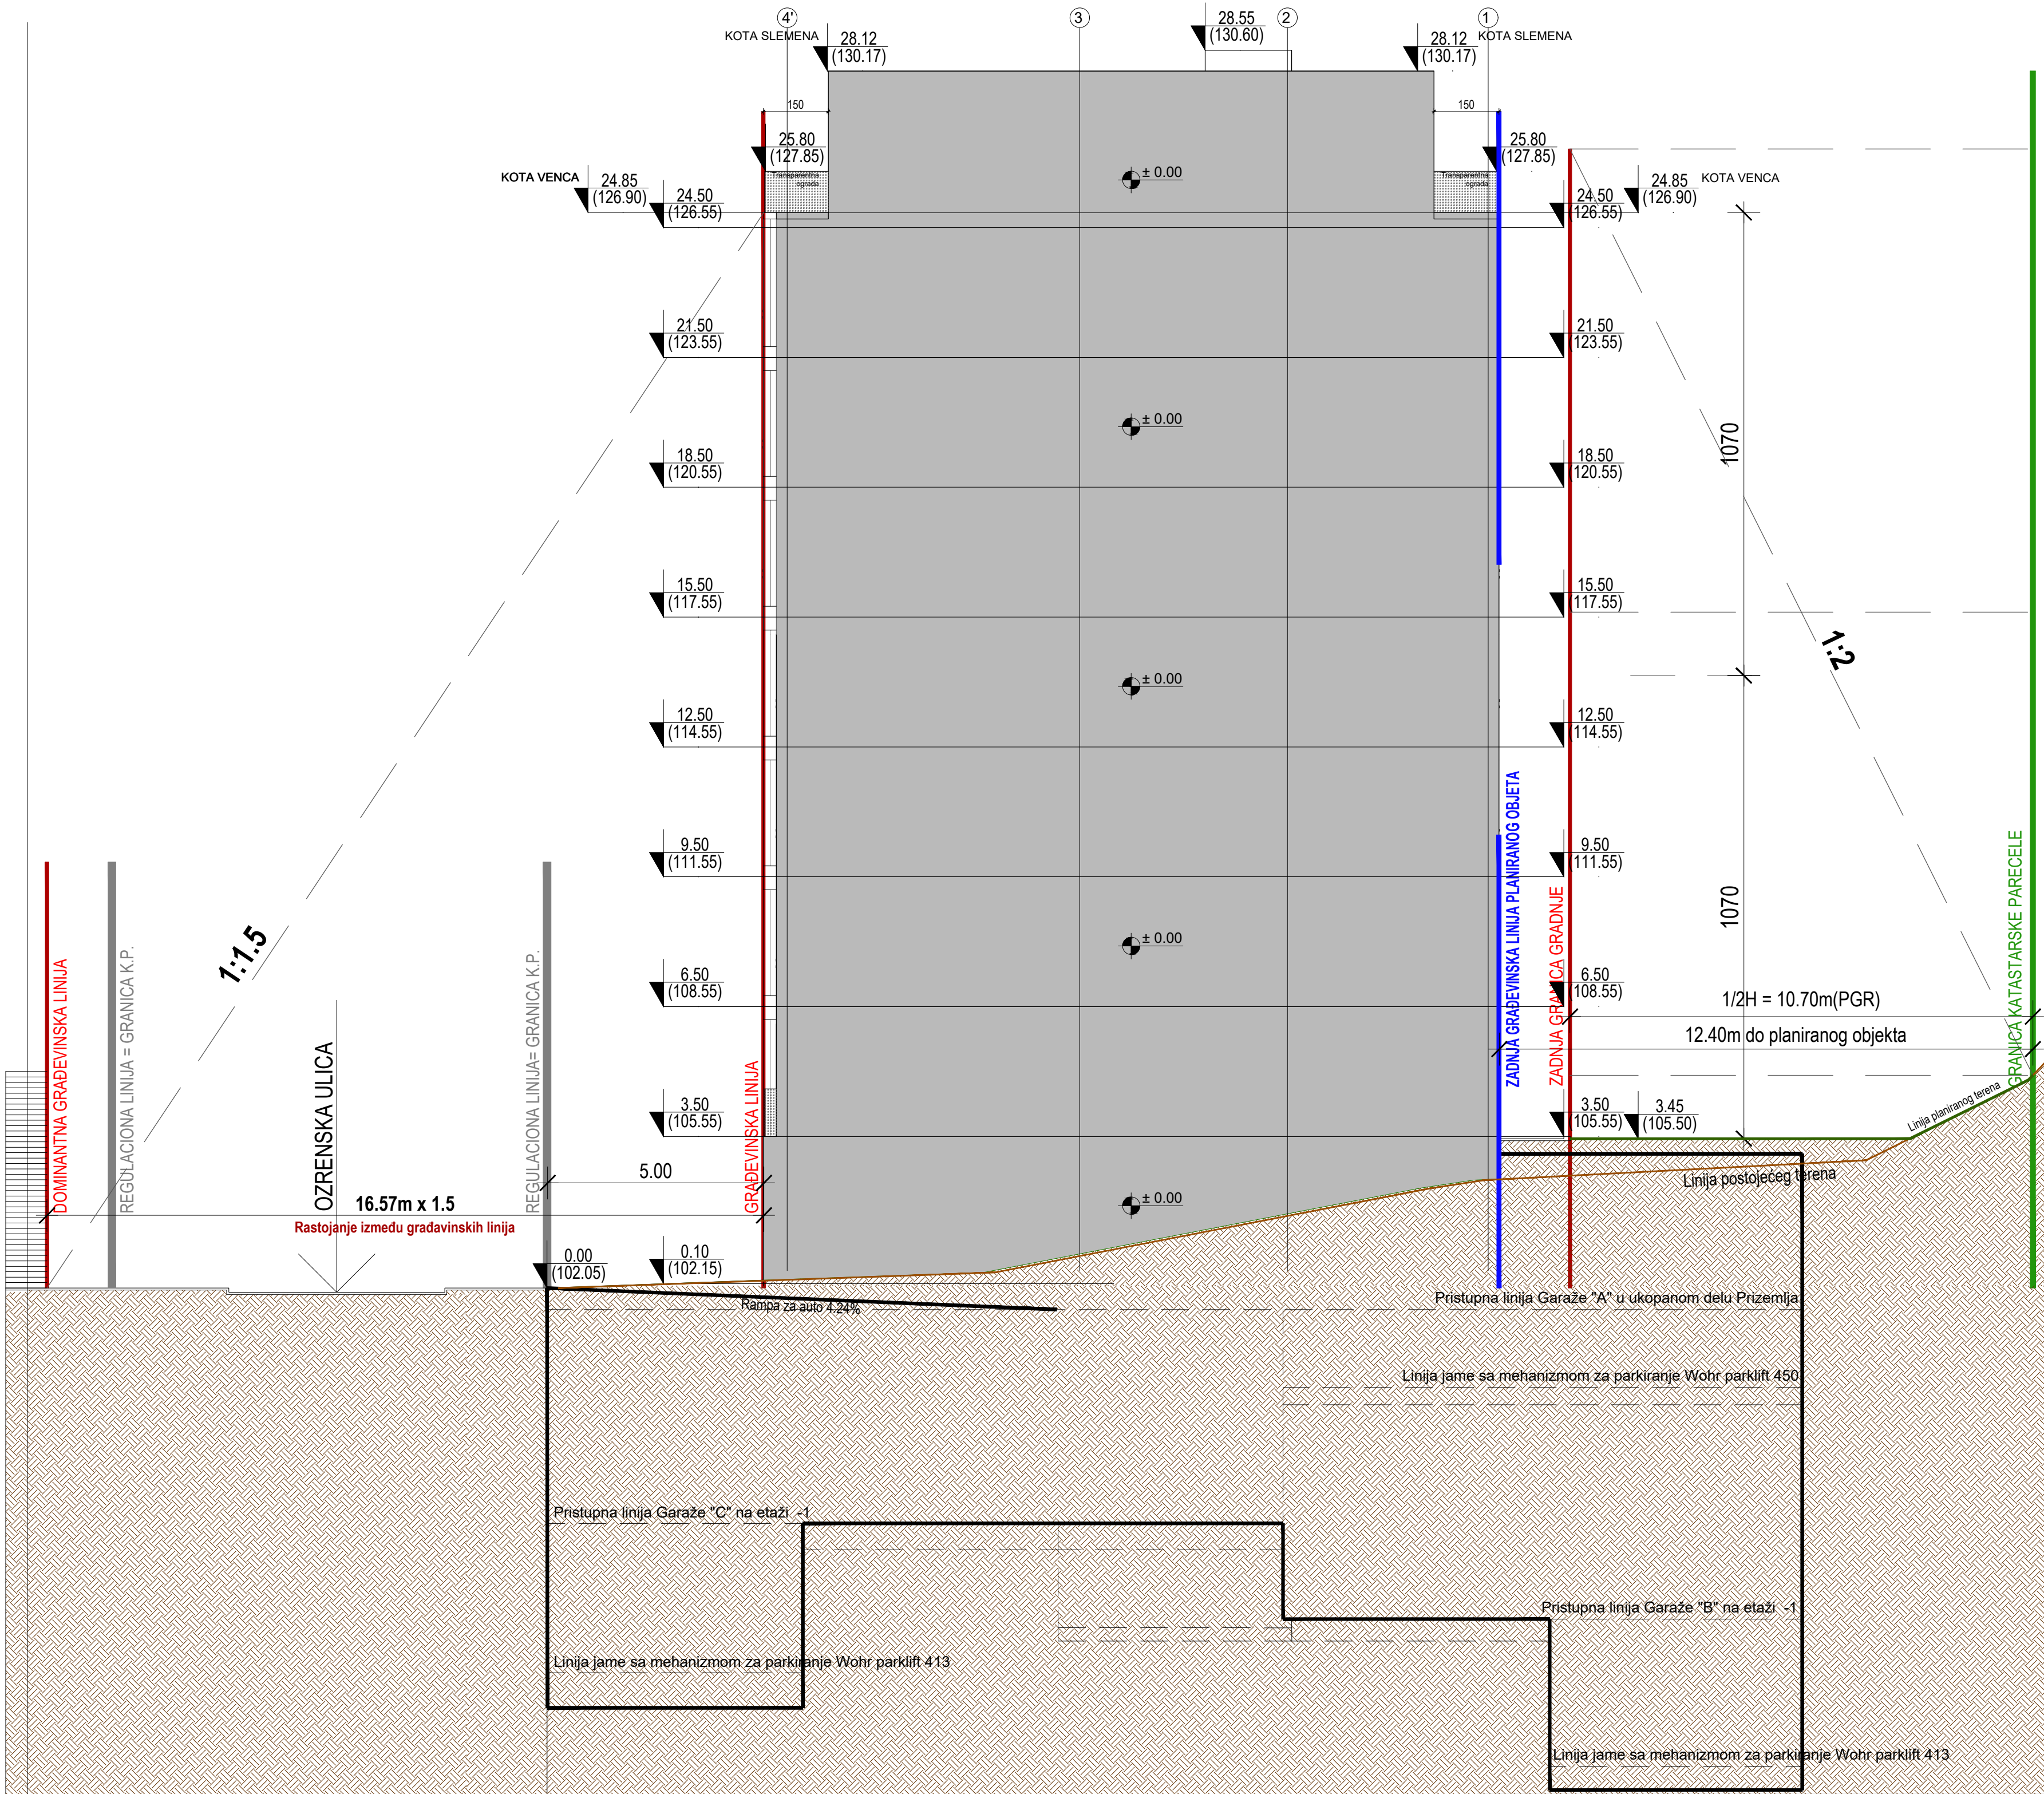 4'
3
2
1
28.55
(130.60)
KOTA SLEMENA
28.12
(130.17)
28.12
(130.17)
KOTA SLEMENA
150
150
25.80
(127.85)
25.80
(127.85)
Transparentna
ograda
Transparentna
ograda
± 0.00
KOTA VENCA
24.85
(126.90)
24.50
(126.55)
24.50
(126.55)
24.85
(126.90)
KOTA VENCA
21.50
(123.55)
21.50
(123.55)
± 0.00
1070
18.50
(120.55)
18.50
(120.55)
15.50
(117.55)
15.50
(117.55)
1:2
± 0.00
12.50
(114.55)
12.50
(114.55)
9.50
(111.55)
9.50
(111.55)
1070
1:1.5
± 0.00
DOMINANTNA GRAĐEVINSKA LINIJA
REGULACIONA LINIJA = GRANICA K.P.
OZRENSKA ULICA
REGULACIONA LINIJA= GRANICA K.P.
GRAĐEVINSKA LINIJA
ZADNJA GRAĐEVINSKA LINIJA PLANIRANOG OBJETA
ZADNJA GRANICA GRADNJE
GRANICA KATASTARSKE PARECELE
6.50
(108.55)
6.50
(108.55)
1/2H = 10.70m(PGR)
12.40m do planiranog objekta
3.50
(105.55)
3.50
(105.55)
3.45
(105.50)
Linija planiranog terena
Linija postojećeg terena
5.00
16.57m x 1.5
Rastojanje između građavinskih linija
± 0.00
0.00
(102.05)
0.10
(102.15)
Rampa za auto 4.24%
Pristupna linija Garaže "A" u ukopanom delu Prizemlja
Linija jame sa mehanizmom za parkiranje Wohr parklift 450
Pristupna linija Garaže "C" na etaži -1
Pristupna linija Garaže "B" na etaži -1
Linija jame sa mehanizmom za parkiranje Wohr parklift 413
Linija jame sa mehanizmom za parkiranje Wohr parklift 413